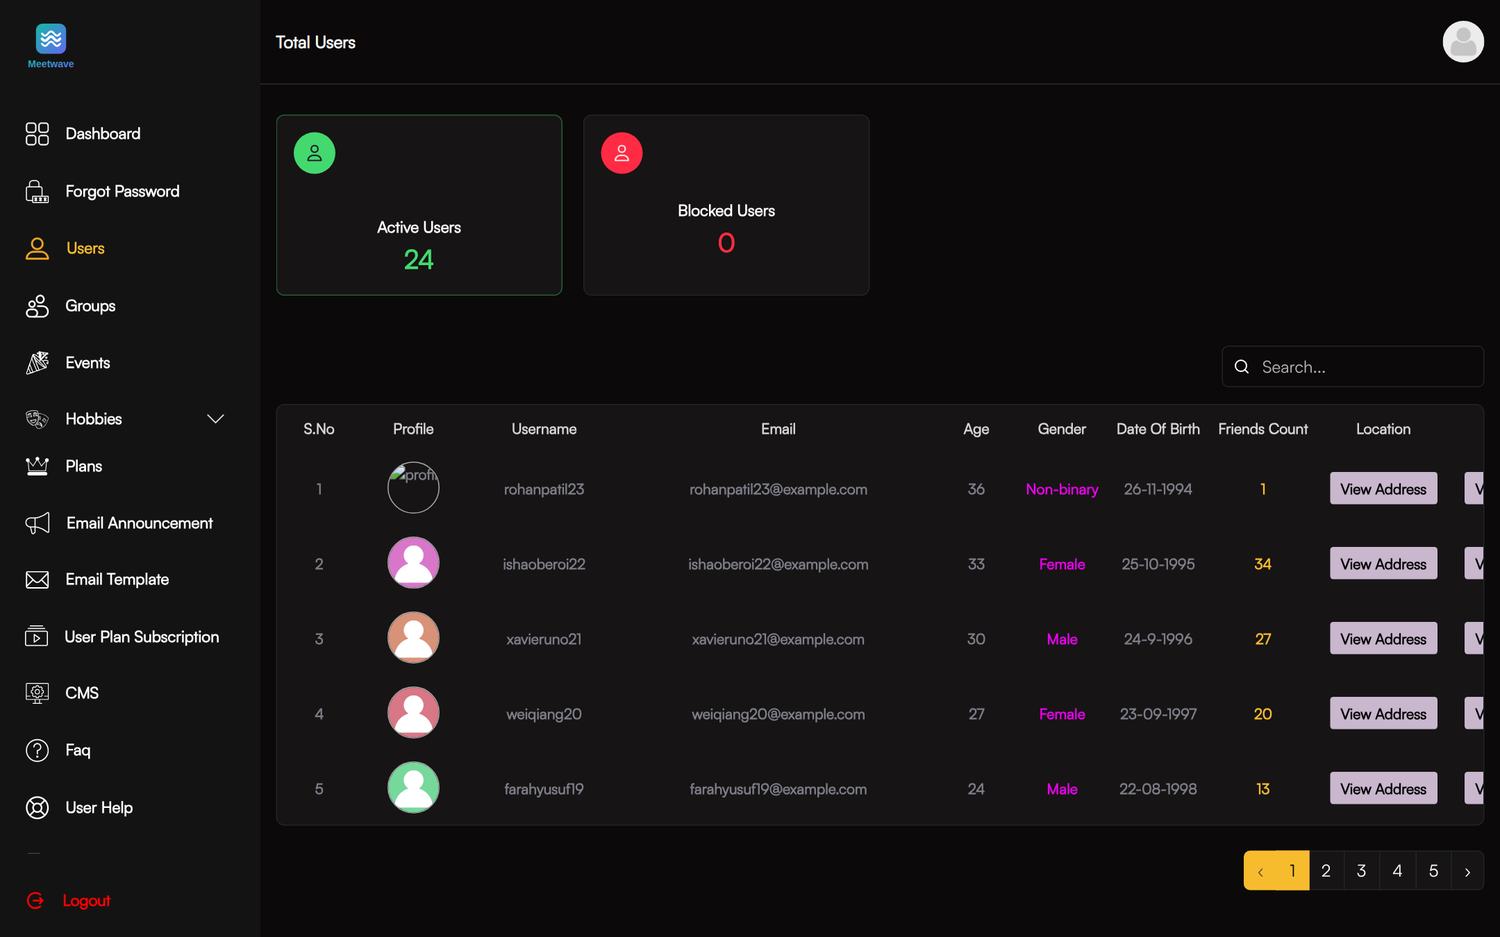 Meetwave
Total Users
Dashboard
Forgot Password
Users
Groups
Events
Hobbies
Plans
Email Announcement
Email Template
User Plan Subscription
CMS
Faq
User Help
Logout
Active Users
24
Blocked Users
0
Search...
S.No Profile Username Email Age Gender Date Of Birth Friends Count Location
1 profi rohanpatil23 rohanpatil23@example.com 36 Non-binary 26-11-1994 1 View Address V
2 ishaoberoi22 ishaoberoi22@example.com 33 Female 25-10-1995 34 View Address V
3 xavieruno21 xavieruno21@example.com 30 Male 24-9-1996 27 View Address V
4 weiqiang20 weiqiang20@example.com 27 Female 23-09-1997 20 View Address V
5 farahyusuf19 farahyusuf19@example.com 24 Male 22-08-1998 13 View Address V
‹ 1 2 3 4 5 ›